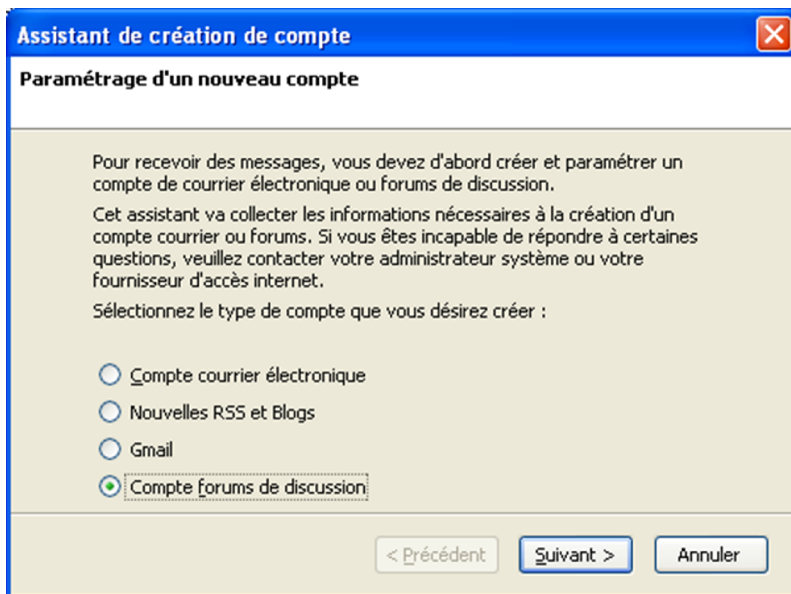 Assistant de création de compte
Paramétrage d'un nouveau compte
Pour recevoir des messages, vous devez d'abord créer et paramétrer un
compte de courrier électronique ou forums de discussion.
Cet assistant va collecter les informations nécessaires à la création d'un
compte courrier ou forums. Si vous êtes incapable de répondre à certaines
questions, veuillez contacter votre administrateur système ou votre
fournisseur d'accès internet.
Sélectionnez le type de compte que vous désirez créer :
Compte courrier électronique
Nouvelles RSS et Blogs
Gmail
Compte forums de discussion
< Précédent
Suivant >
Annuler